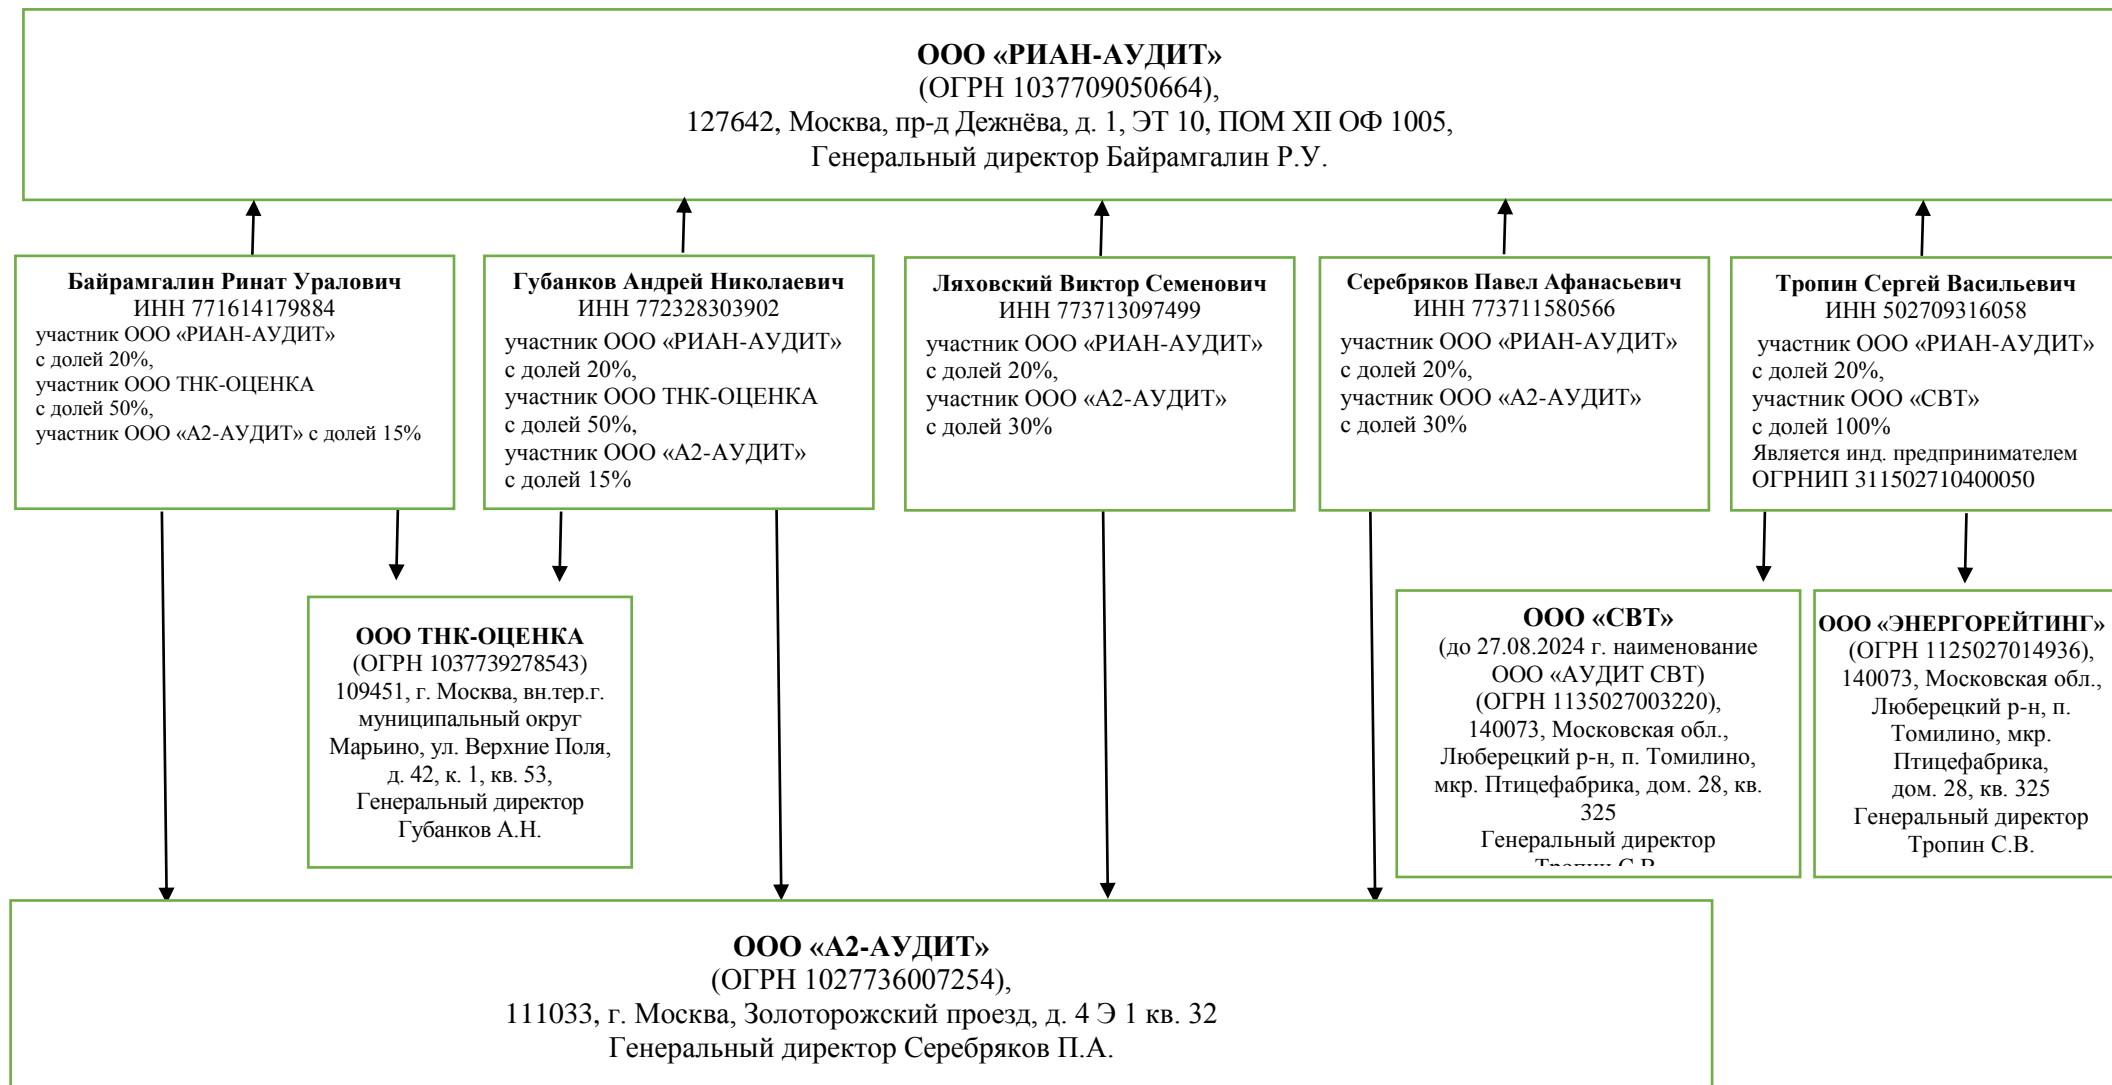 ООО «РИАН-АУДИТ»
(ОГРН 1037709050664),
127642, Москва, пр-д Дежнёва, д. 1, ЭТ 10, ПОМ XII ОФ 1005,
Генеральный директор Байрамгалин Р.У.
Байрамгалин Ринат Уралович
ИНН 771614179884
участник ООО «РИАН-АУДИТ»
с долей 20%,
участник ООО ТНК-ОЦЕНКА
с долей 50%,
участник ООО «А2-АУДИТ» с долей 15%
Губанков Андрей Николаевич
ИНН 772328303902
участник ООО «РИАН-АУДИТ»
с долей 20%,
участник ООО ТНК-ОЦЕНКА
с долей 50%,
участник ООО «А2-АУДИТ»
с долей 15%
Ляховский Виктор Семенович
ИНН 773713097499
участник ООО «РИАН-АУДИТ»
с долей 20%,
участник ООО «А2-АУДИТ»
с долей 30%
Серебряков Павел Афанасьевич
ИНН 773711580566
участник ООО «РИАН-АУДИТ»
с долей 20%,
участник ООО «А2-АУДИТ»
с долей 30%
Тропин Сергей Васильевич
ИНН 502709316058
участник ООО «РИАН-АУДИТ»
с долей 20%,
участник ООО «СВТ»
с долей 100%
Является инд. предпринимателем
ОГРНИП 311502710400050
ООО ТНК-ОЦЕНКА
(ОГРН 1037739278543)
109451, г. Москва, вн.тер.г.
муниципальный округ
Марьино, ул. Верхние Поля,
д. 42, к. 1, кв. 53,
Генеральный директор
Губанков А.Н.
ООО «СВТ»
(до 27.08.2024 г. наименование
ООО «АУДИТ СВТ)
(ОГРН 1135027003220),
140073, Московская обл.,
Люберецкий р-н, п. Томилино,
мкр. Птицефабрика, дом. 28, кв.
325
Генеральный директор
Тропин С.В.
ООО «ЭНЕРГОРЕЙТИНГ»
(ОГРН 1125027014936),
140073, Московская обл.,
Люберецкий р-н, п.
Томилино, мкр.
Птицефабрика,
дом. 28, кв. 325
Генеральный директор
Тропин С.В.
ООО «А2-АУДИТ»
(ОГРН 1027736007254),
111033, г. Москва, Золоторожский проезд, д. 4 Э 1 кв. 32
Генеральный директор Серебряков П.А.